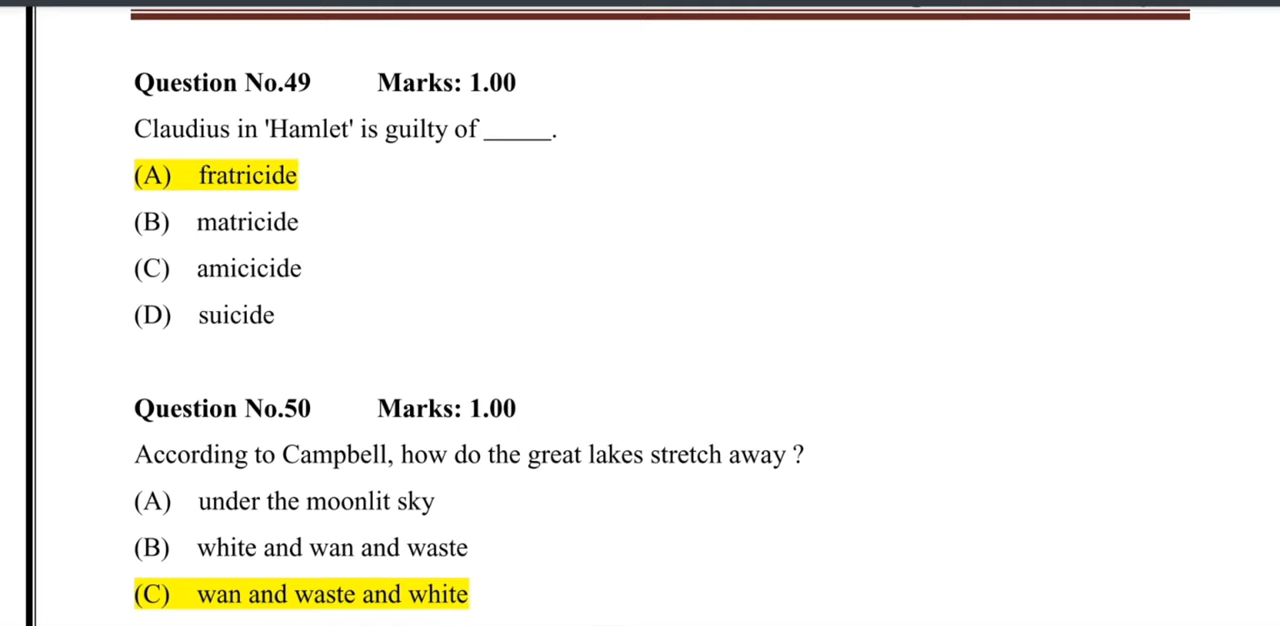 Question No.49 Marks: 1.00
Claudius in 'Hamlet' is guilty of _____.
(A) fratricide
(B) matricide
(C) amicicide
(D) suicide
Question No.50 Marks: 1.00
According to Campbell, how do the great lakes stretch away ?
(A) under the moonlit sky
(B) white and wan and waste
(C) wan and waste and white